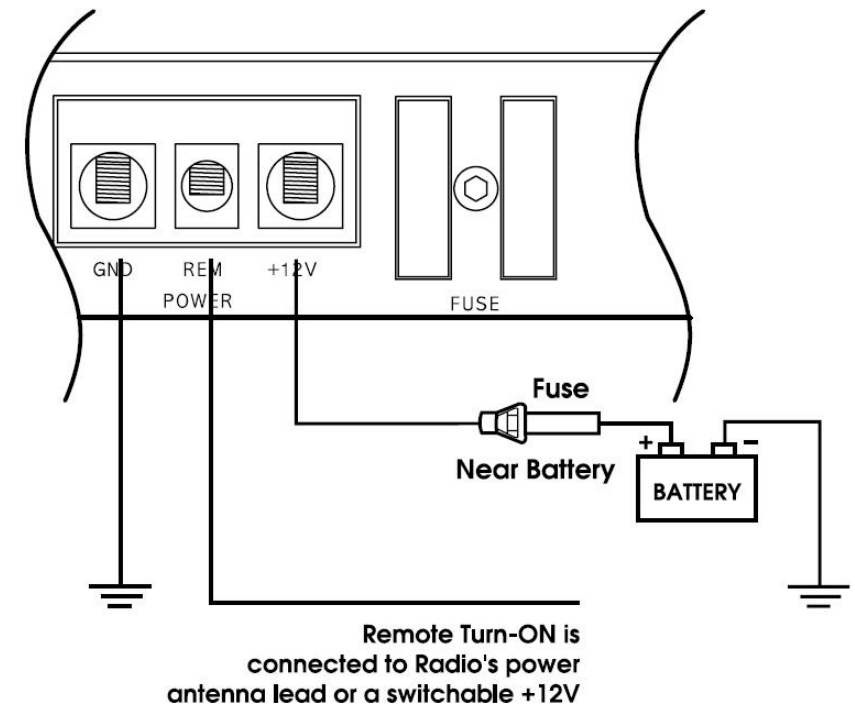 GND REM +12V
POWER
FUSE
Fuse
Near Battery
+ −
BATTERY
Remote Turn-ON is
connected to Radio's power
antenna lead or a switchable +12V